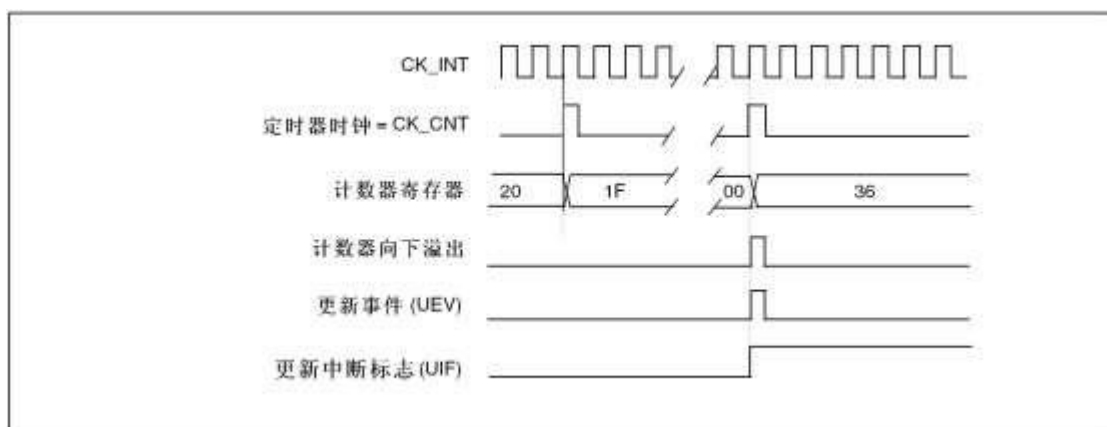 CK_INT
定时器时钟 = CK_CNT
计数器寄存器 20 1F 00 36
计数器向下溢出
更新事件 (UEV)
更新中断标志 (UIF)